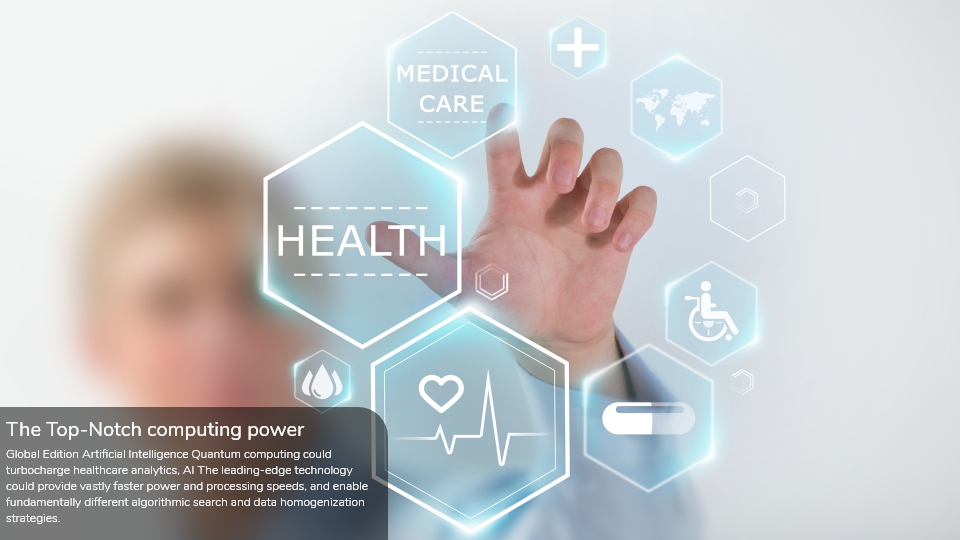 MEDICAL
CARE
HEALTH
The Top-Notch computing power
Global Edition Artificial Intelligence Quantum computing could
turbocharge healthcare analytics, AI The leading-edge technology
could provide vastly faster power and processing speeds, and enable
fundamentally different algorithmic search and data homogenization
strategies.